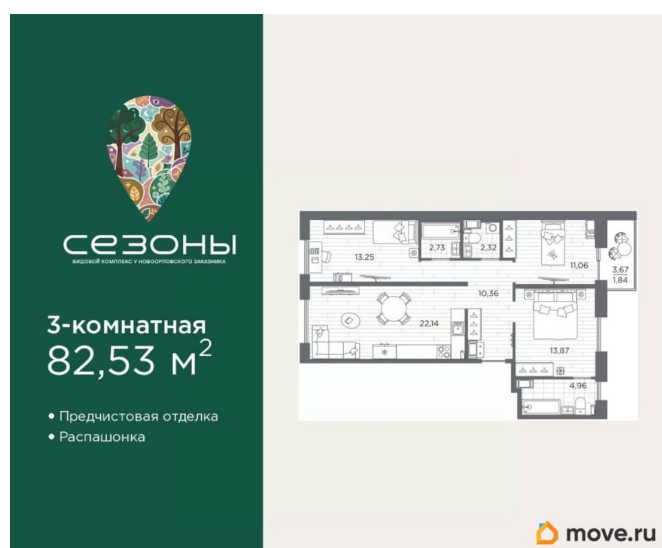 сезоны
ВИДОВОЙ КОМПЛЕКС У НОВООРЛОВСКОГО ЗАКАЗНИКА
3-комнатная
82,53 м²
• Предчистовая отделка
• Распашонка
13.25
2.73
2.32
11.06
3.67
1.84
10.36
22.14
13.87
4.96
move.ru